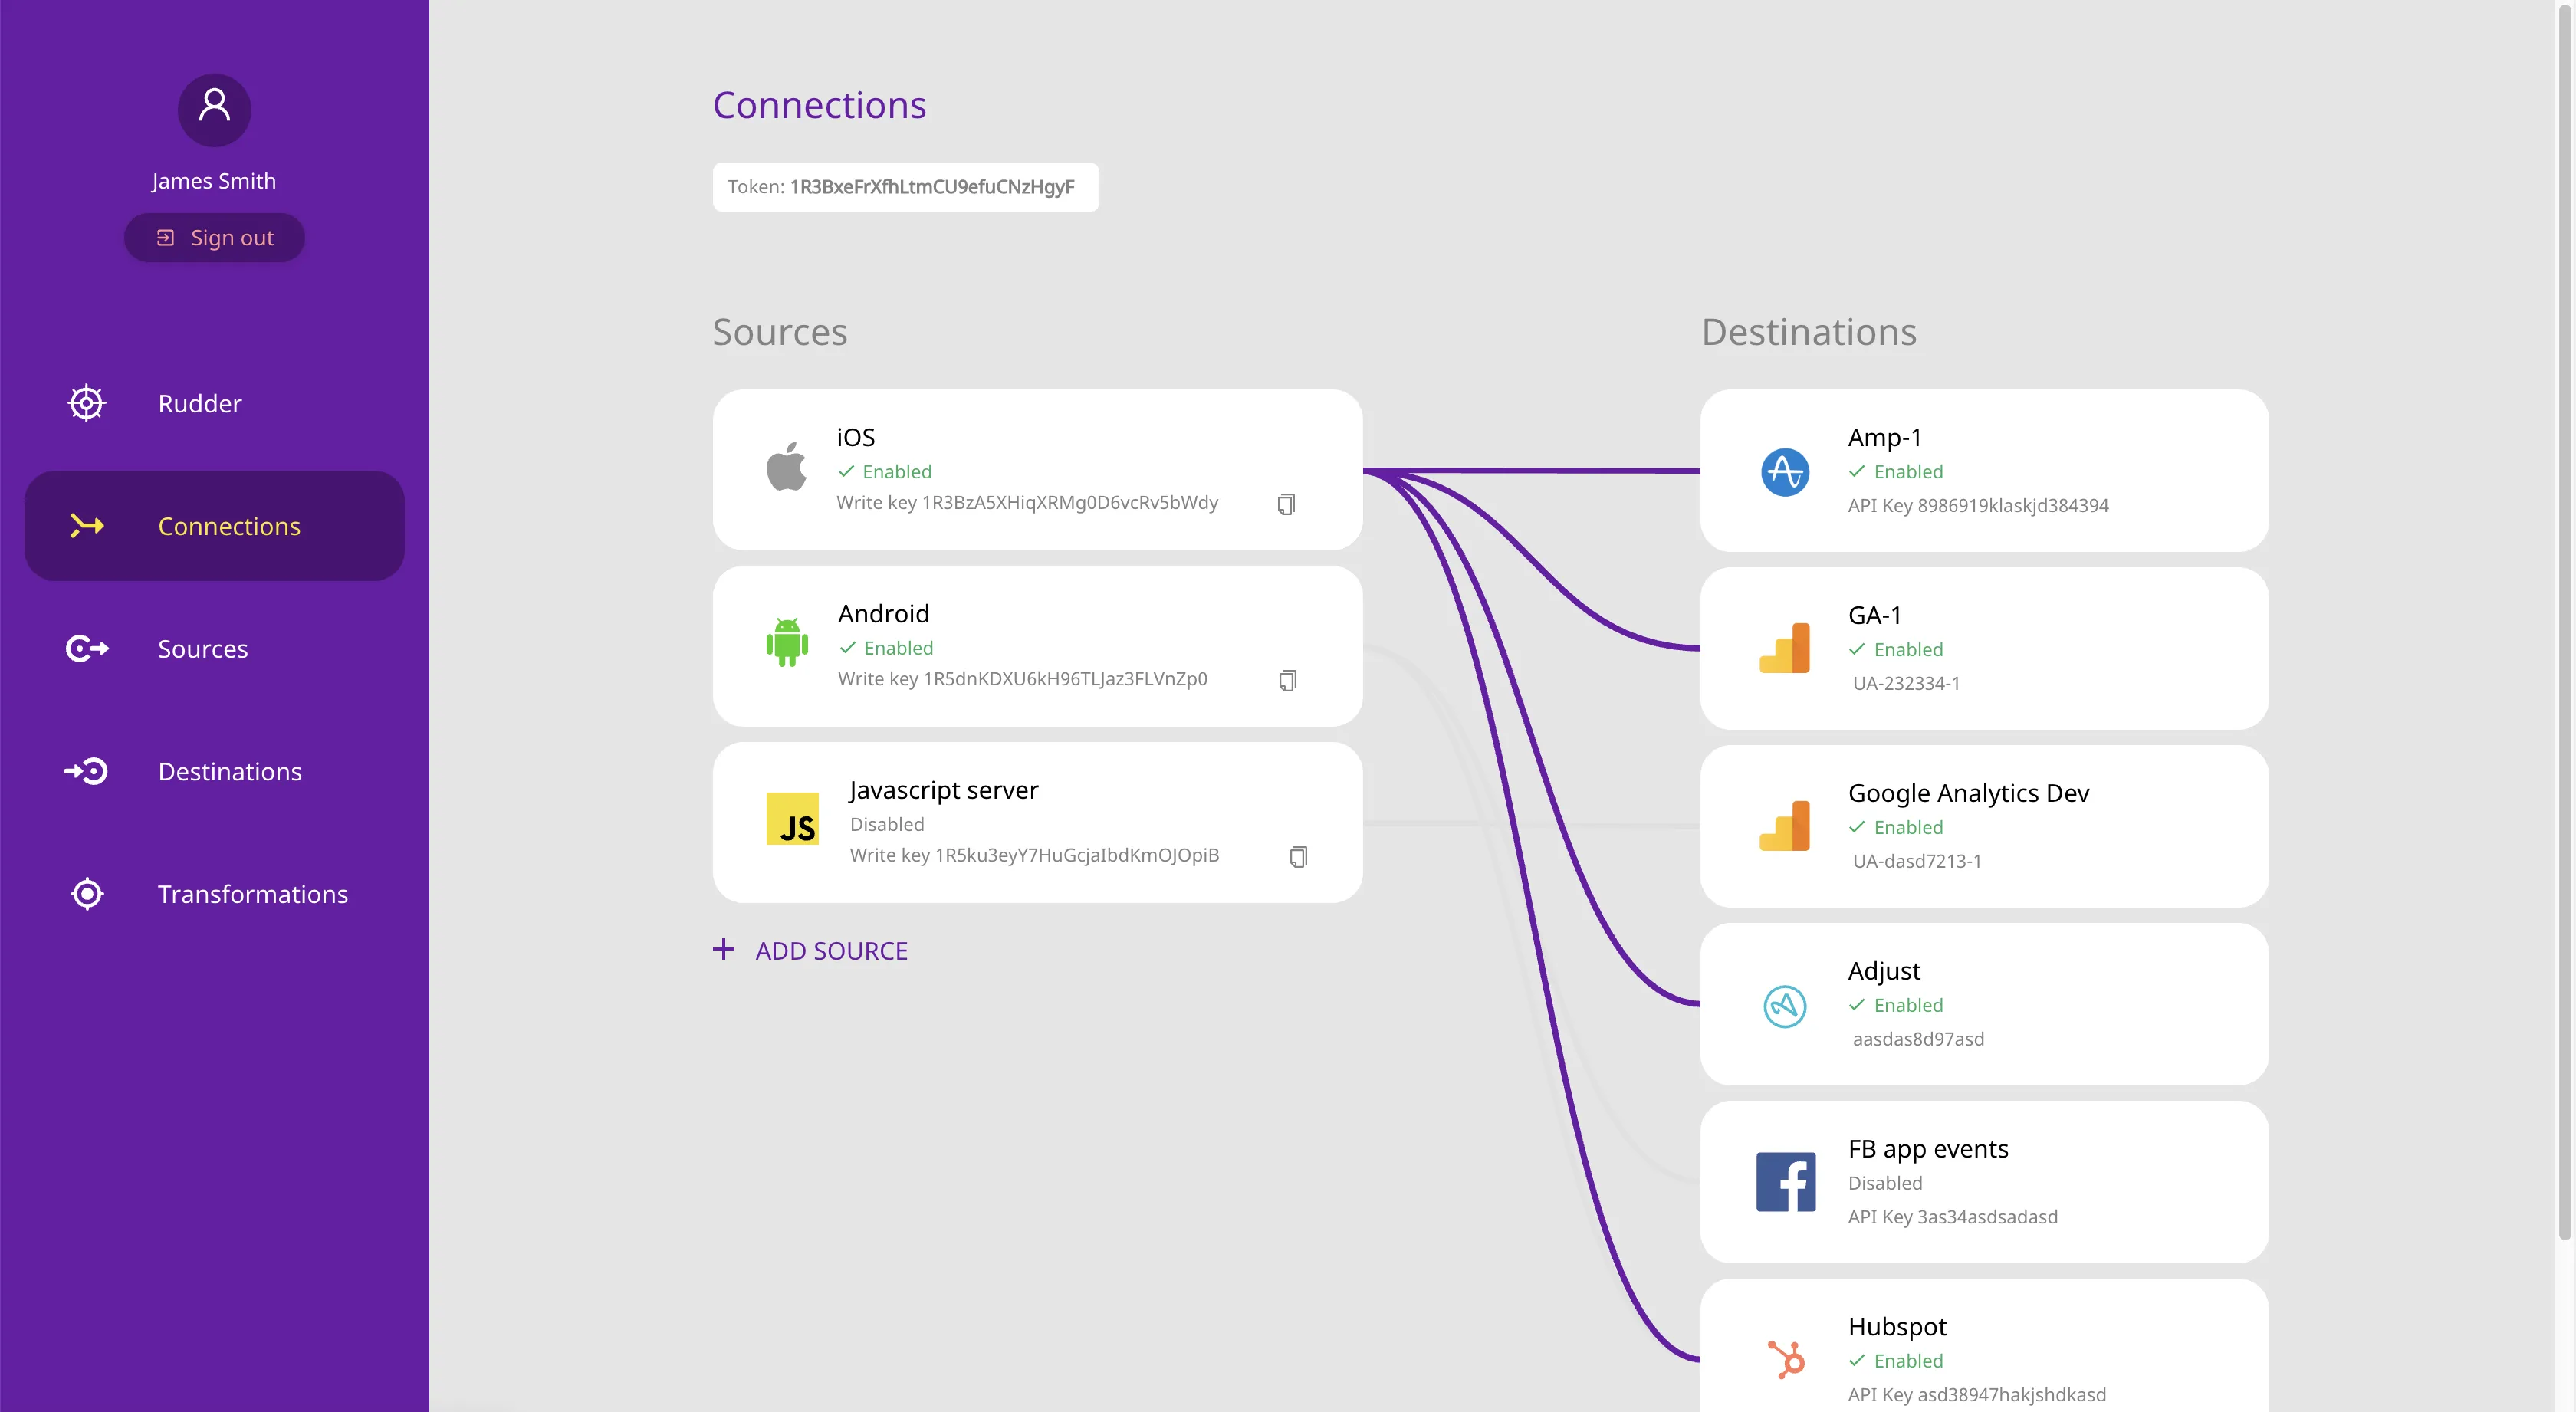 James Smith
Sign out
Rudder
Connections
Sources
Destinations
Transformations
Connections
Token: 1R3BxeFrXfhLtmCU9efuCNzHgyF
Sources
iOS
Enabled
Write key 1R3BzA5XHiqXRMg0D6vcRv5bWdy
Android
Enabled
Write key 1R5dnKDXU6kH96TLJaz3FLVnZp0
JS
Javascript server
Disabled
Write key 1R5ku3eyY7HuGcjaIbdKmOJOpiB
ADD SOURCE
Destinations
Amp-1
Enabled
API Key 8986919klaskjd384394
GA-1
Enabled
UA-232334-1
Google Analytics Dev
Enabled
UA-dasd7213-1
Adjust
Enabled
aasdas8d97asd
FB app events
Disabled
API Key 3as34asdsadasd
Hubspot
Enabled
API Key asd38947hakjshdkasd